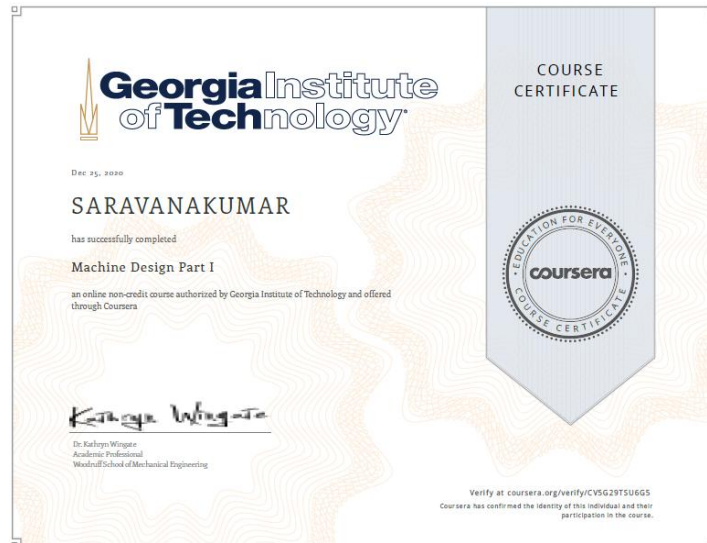 Georgia Institute
of Technology
COURSE
CERTIFICATE
Dec 25, 2020
SARAVANAKUMAR
has successfully completed
Machine Design Part I
an online non-credit course authorized by Georgia Institute of Technology and offered
through Coursera
EDUCATION FOR EVERYONE
coursera
COURSE CERTIFICATE
Kathryn Wingate
Dr. Kathryn Wingate
Academic Professional
Woodruff School of Mechanical Engineering
Verify at coursera.org/verify/CV5G29TSU6G5
Coursera has confirmed the identity of this individual and their
participation in the course.